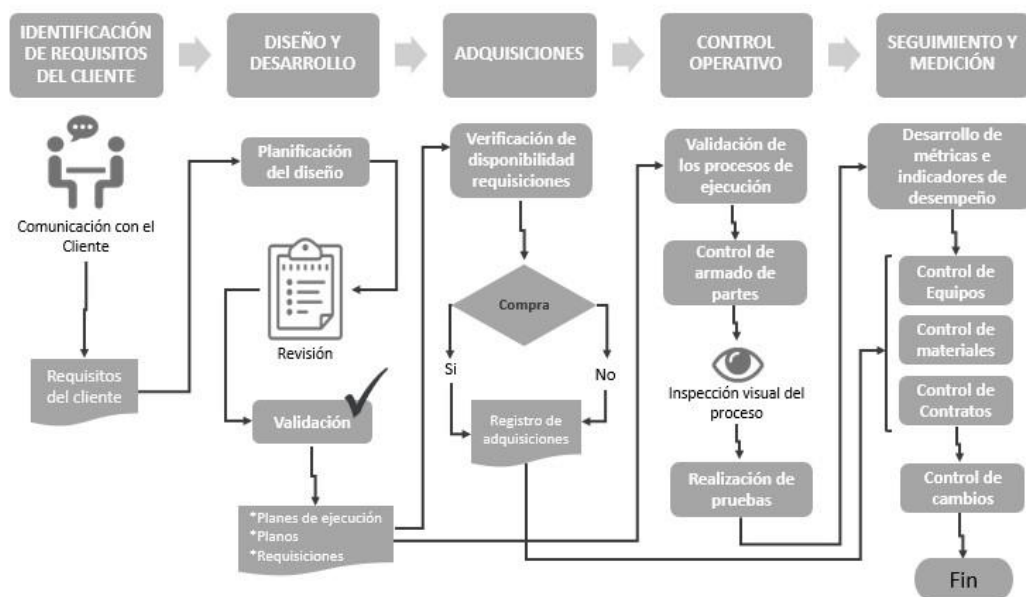 IDENTIFICACIÓN
DE REQUISITOS
DEL CLIENTE
DISEÑO Y
DESARROLLO
ADQUISICIONES
CONTROL
OPERATIVO
SEGUIMIENTO Y
MEDICIÓN
Comunicación con el
Cliente
Requisitos
del cliente
Planificación
del diseño
Revisión
Validación
*Planes de ejecución
*Planos
*Requisiciones
Verificación de
disponibilidad
requisiciones
Compra
Si
No
Registro de
adquisiciones
Validación de
los procesos de
ejecución
Control de
armado de
partes
Inspección visual del
proceso
Realización de
pruebas
Desarrollo de
métricas e
indicadores de
desempeño
Control de
Equipos
Control de
materiales
Control de
Contratos
Control de
cambios
Fin